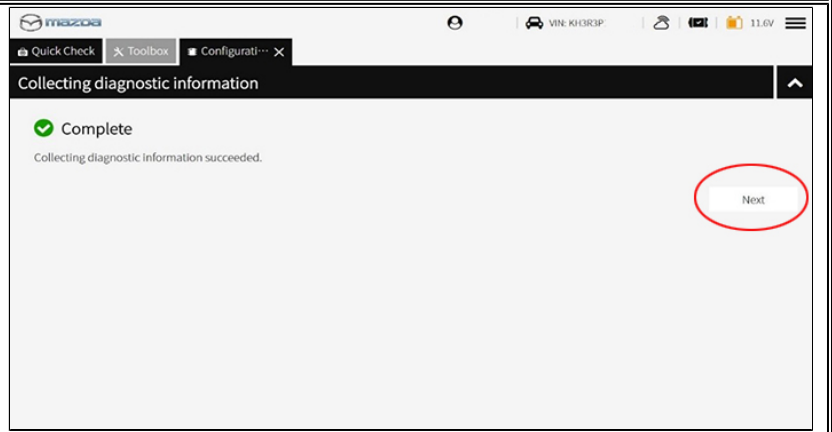 mazda
VIN: KH3R3P
11.6V
Quick Check
Toolbox
Configurati···
Collecting diagnostic information
Complete
Collecting diagnostic information succeeded.
Next